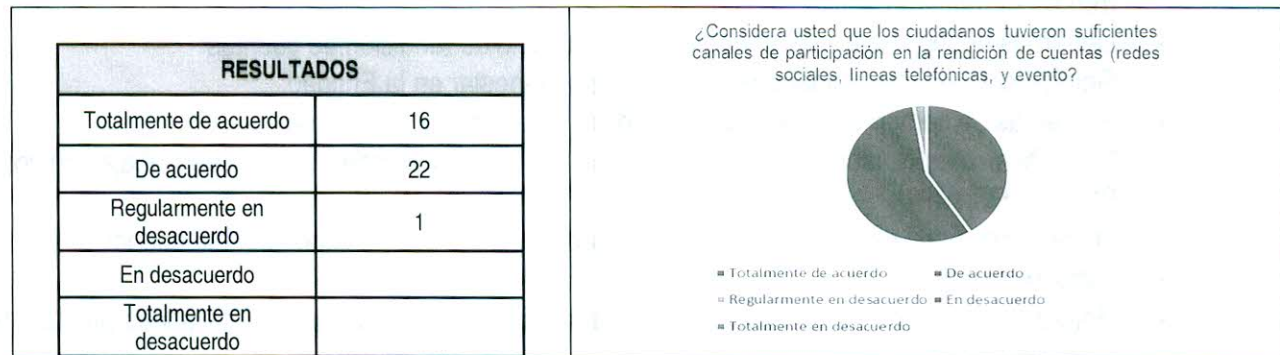 RESULTADOS
Totalmente de acuerdo 16
De acuerdo 22
Regularmente en
desacuerdo 1
En desacuerdo
Totalmente en
desacuerdo
¿Considera usted que los ciudadanos tuvieron suficientes
canales de participación en la rendición de cuentas (redes
sociales, líneas telefónicas, y evento?
Totalmente de acuerdo De acuerdo
Regularmente en desacuerdo En desacuerdo
Totalmente en desacuerdo